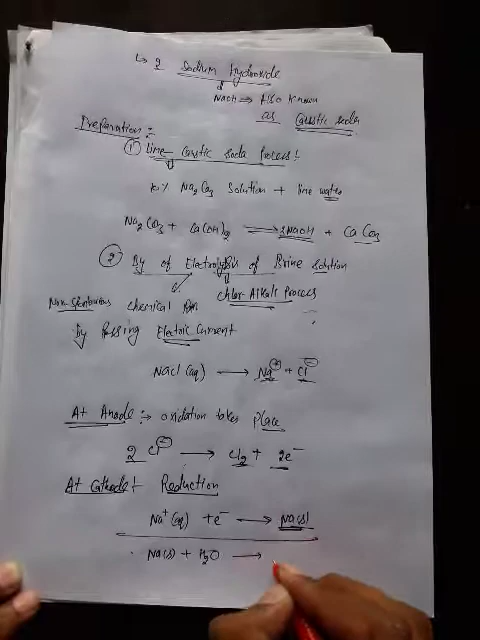 ↳ 2 Sodium Hydroxide
NaOH ⇒ Also Known
as Caustic soda
Preparation:-
① Lime Caustic Soda Process:
10% Na2CO3 Solution + lime water
Na2CO3 + Ca(OH)2 ⇌ 2NaOH + CaCO3
② By of Electrolysis of Brine solution
Chlor-Alkali Process
Non-Spontaneous chemical Rxn
By Passing Electric Current
NaCl (aq) → Na⊕ + Cl⊖
At Anode:→ oxidation takes place
2 Cl⊖ → Cl2 + 2e⁻
At Cathode Reduction
Na⁺(aq) + e⁻ → Na(s)
Na(s) + H2O →